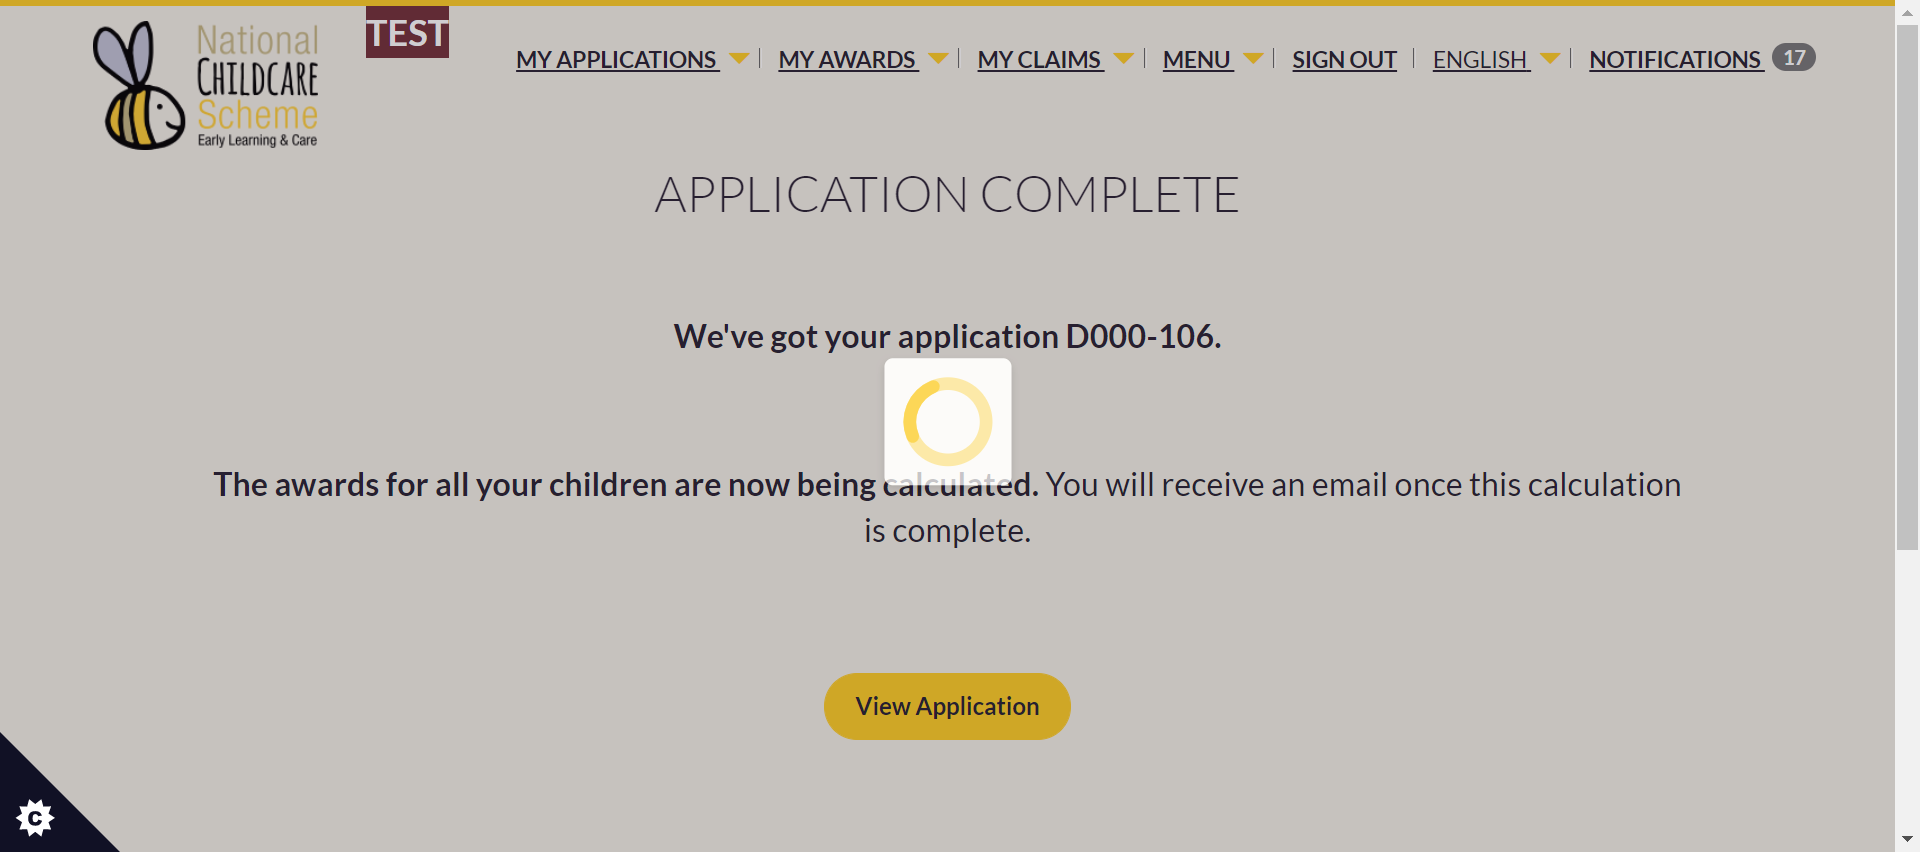 National
CHILDCARE
Scheme
Early Learning & Care
TEST
MY APPLICATIONS MY AWARDS MY CLAIMS MENU SIGN OUT ENGLISH NOTIFICATIONS 17
APPLICATION COMPLETE
We've got your application D000-106.
The awards for all your children are now being calculated. You will receive an email once this calculation
is complete.
View Application
C